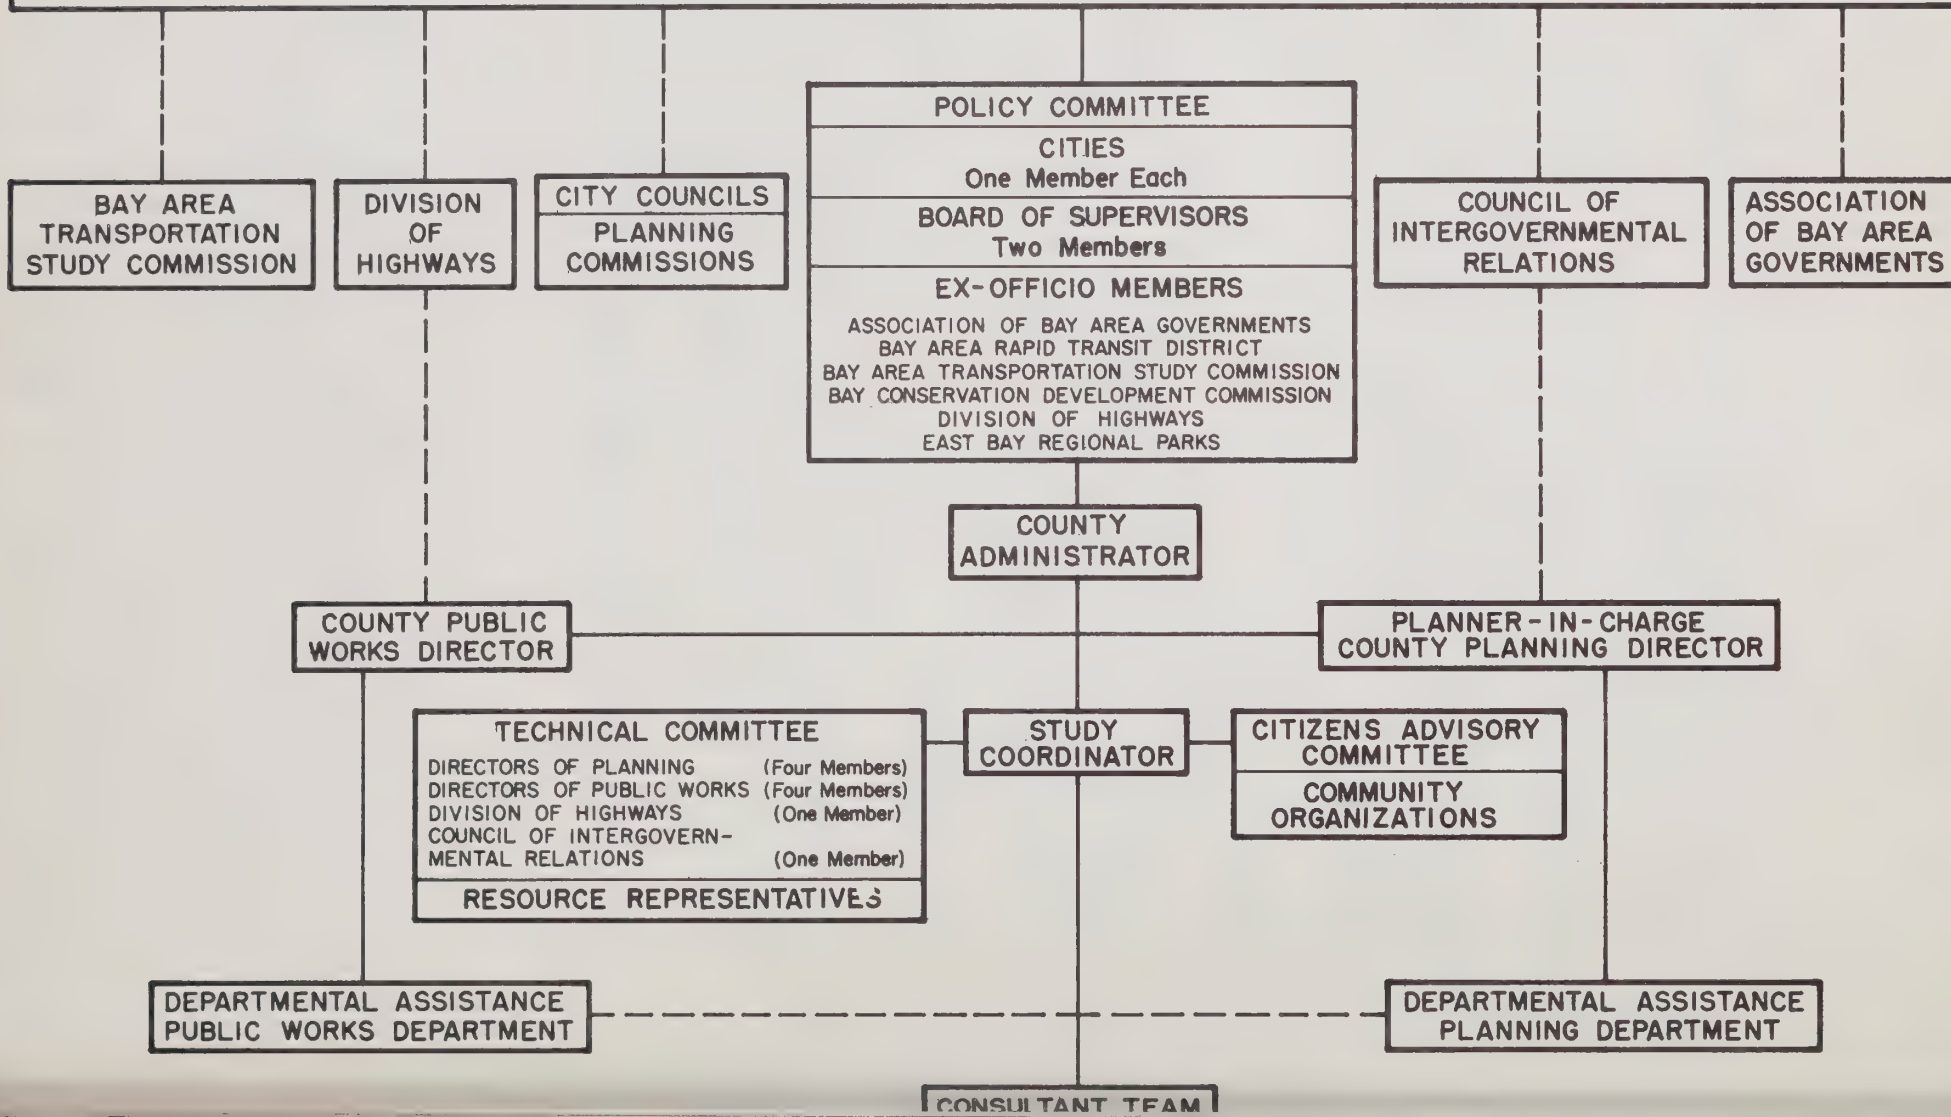 POLICY COMMITTEE
CITIES
One Member Each
BOARD OF SUPERVISORS
Two Members
EX-OFFICIO MEMBERS
ASSOCIATION OF BAY AREA GOVERNMENTS
BAY AREA RAPID TRANSIT DISTRICT
BAY AREA TRANSPORTATION STUDY COMMISSION
BAY CONSERVATION DEVELOPMENT COMMISSION
DIVISION OF HIGHWAYS
EAST BAY REGIONAL PARKS
BAY AREA
TRANSPORTATION
STUDY COMMISSION
DIVISION
OF
HIGHWAYS
CITY COUNCILS
PLANNING
COMMISSIONS
COUNCIL OF
INTERGOVERNMENTAL
RELATIONS
ASSOCIATION
OF BAY AREA
GOVERNMENTS
COUNTY
ADMINISTRATOR
COUNTY PUBLIC
WORKS DIRECTOR
PLANNER-IN-CHARGE
COUNTY PLANNING DIRECTOR
TECHNICAL COMMITTEE
DIRECTORS OF PLANNING (Four Members)
DIRECTORS OF PUBLIC WORKS (Four Members)
DIVISION OF HIGHWAYS (One Member)
COUNCIL OF INTERGOVERN-
MENTAL RELATIONS (One Member)
RESOURCE REPRESENTATIVES
STUDY
COORDINATOR
CITIZENS ADVISORY
COMMITTEE
COMMUNITY
ORGANIZATIONS
DEPARTMENTAL ASSISTANCE
PUBLIC WORKS DEPARTMENT
DEPARTMENTAL ASSISTANCE
PLANNING DEPARTMENT
CONSULTANT TEAM